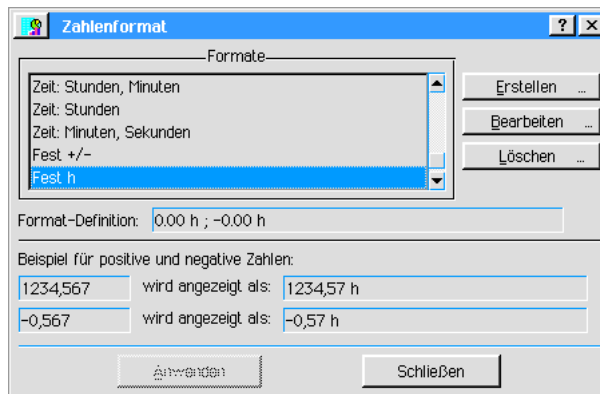 Zahlenformat ? X
Formate
Zeit: Stunden, Minuten
Zeit: Stunden
Zeit: Minuten, Sekunden
Fest +/-
Fest h
Erstellen ...
Bearbeiten ...
Löschen ...
Format-Definition: 0.00 h ; -0.00 h
Beispiel für positive und negative Zahlen:
1234,567 wird angezeigt als: 1234,57 h
-0,567 wird angezeigt als: -0,57 h
Anwenden Schließen